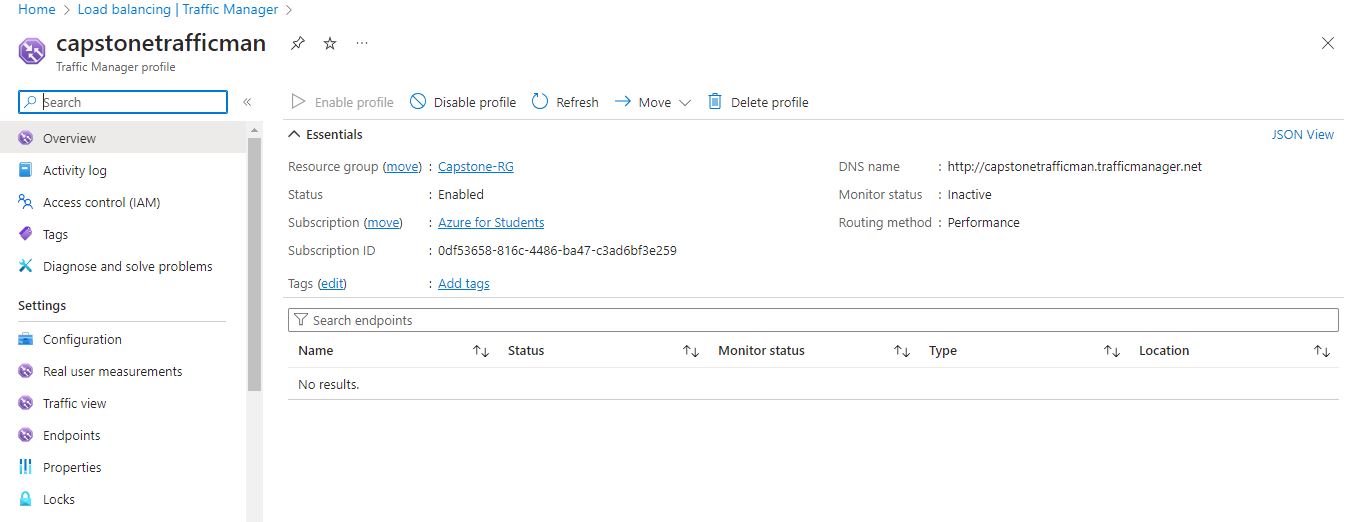 Home > Load balancing | Traffic Manager >
capstonetrafficman
Traffic Manager profile
Search
Overview
Activity log
Access control (IAM)
Tags
Diagnose and solve problems
Settings
Configuration
Real user measurements
Traffic view
Endpoints
Properties
Locks
Enable profile Disable profile Refresh Move Delete profile
Essentials JSON View
Resource group (move) : Capstone-RG
Status : Enabled
Subscription (move) : Azure for Students
Subscription ID : 0df53658-816c-4486-ba47-c3ad6bf3e259
Tags (edit) : Add tags
DNS name : http://capstonetrafficman.trafficmanager.net
Monitor status : Inactive
Routing method : Performance
Search endpoints
Name Status Monitor status Type Location
No results.